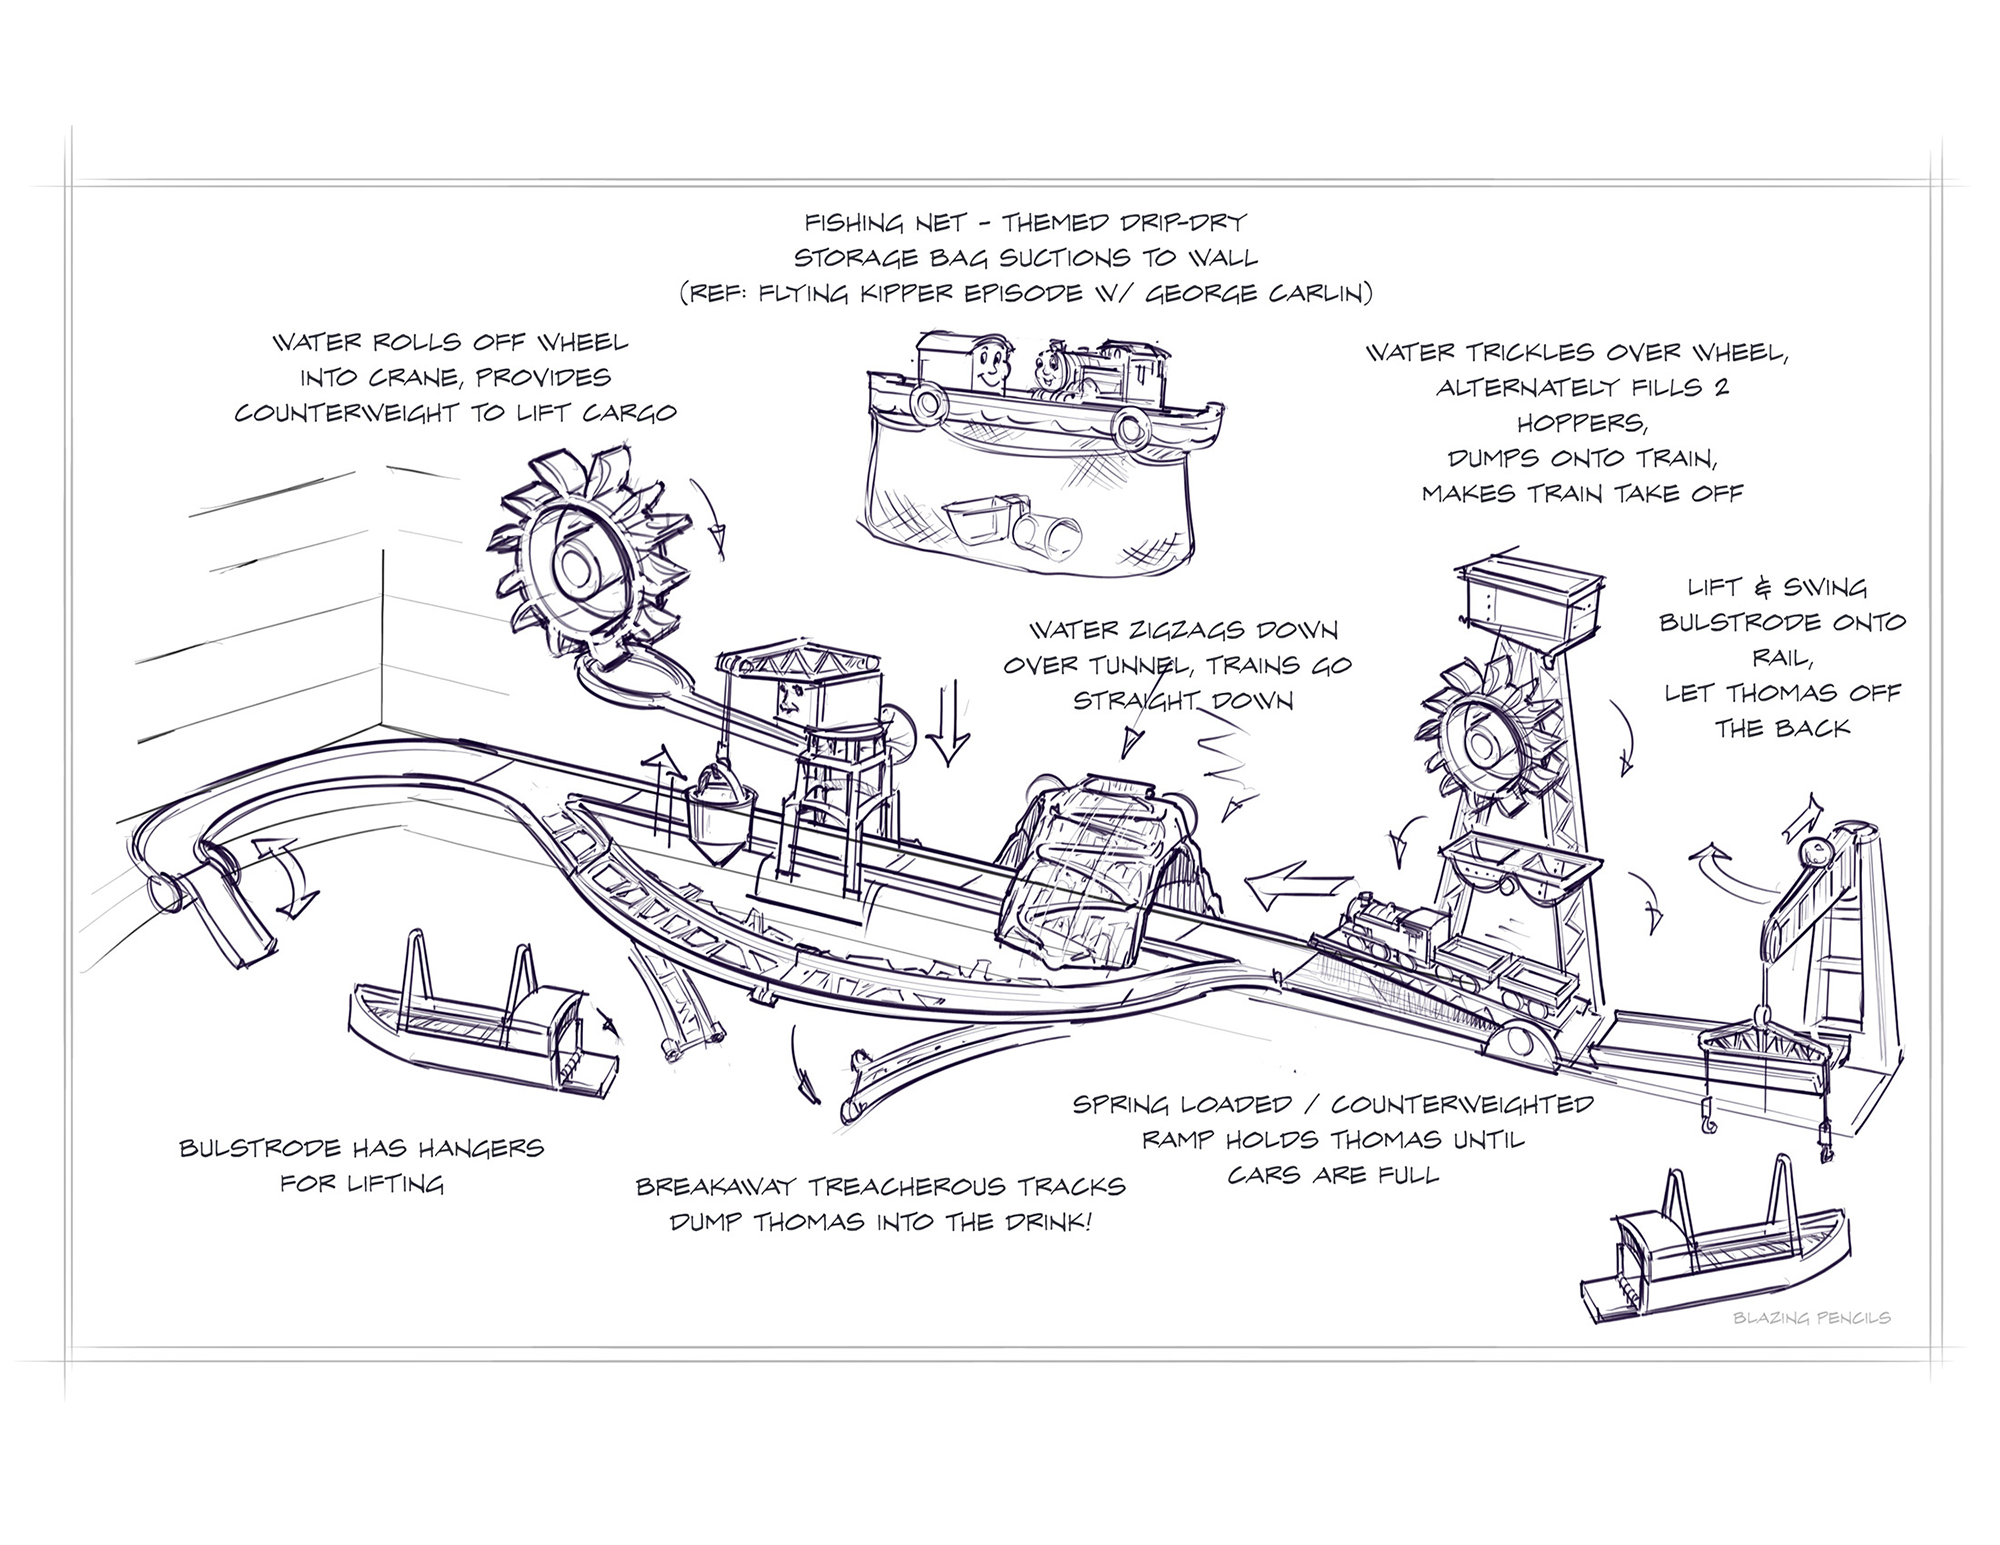 FISHING NET - THEMED DRIP-DRY
STORAGE BAG SUCTIONS TO WALL
(REF: FLYING KIPPER EPISODE W/ GEORGE CARLIN)
WATER ROLLS OFF WHEEL
INTO CRANE, PROVIDES
COUNTERWEIGHT TO LIFT CARGO
WATER TRICKLES OVER WHEEL,
ALTERNATELY FILLS 2
HOPPERS,
DUMPS ONTO TRAIN,
MAKES TRAIN TAKE OFF
LIFT & SWING
BULSTRODE ONTO
RAIL,
LET THOMAS OFF
THE BACK
WATER ZIGZAGS DOWN
OVER TUNNEL, TRAINS GO
STRAIGHT DOWN
SPRING LOADED / COUNTERWEIGHTED
RAMP HOLDS THOMAS UNTIL
CARS ARE FULL
BULSTRODE HAS HANGERS
FOR LIFTING
BREAKAWAY TREACHEROUS TRACKS
DUMP THOMAS INTO THE DRINK!
BLAZING PENCILS